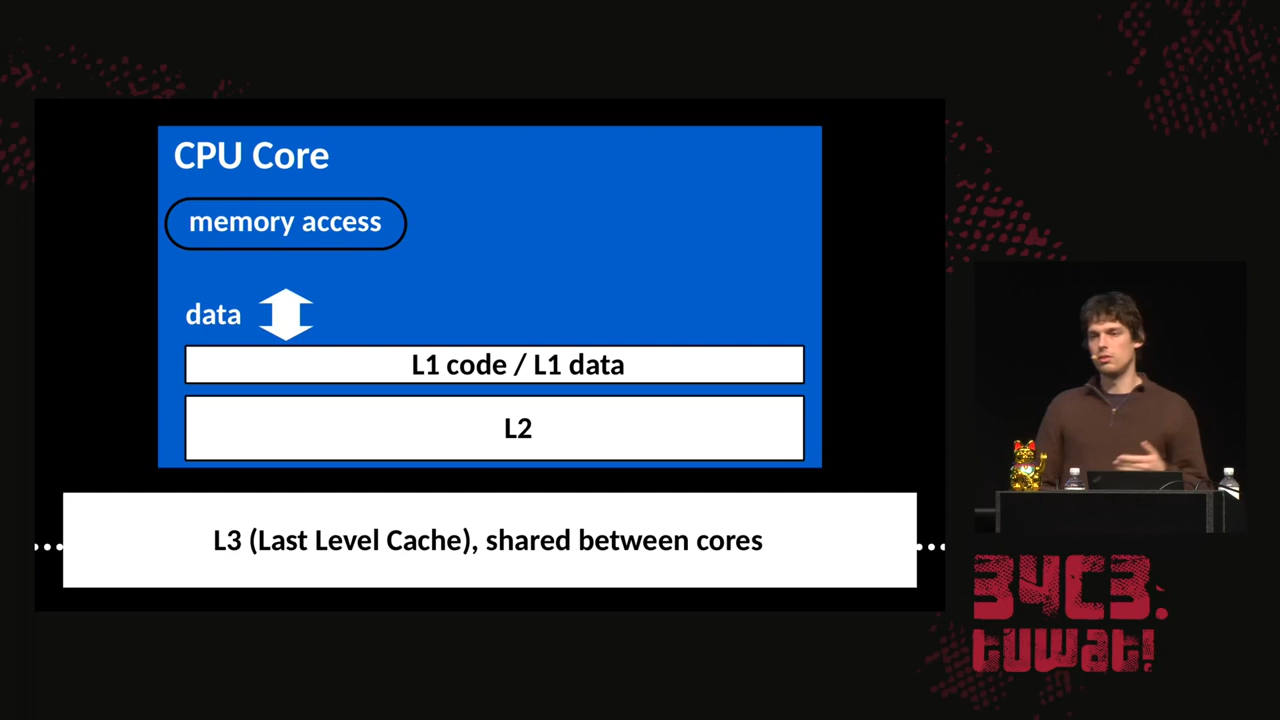 CPU Core
memory access
data
L1 code / L1 data
L2
L3 (Last Level Cache), shared between cores
34C3.
tuwat!